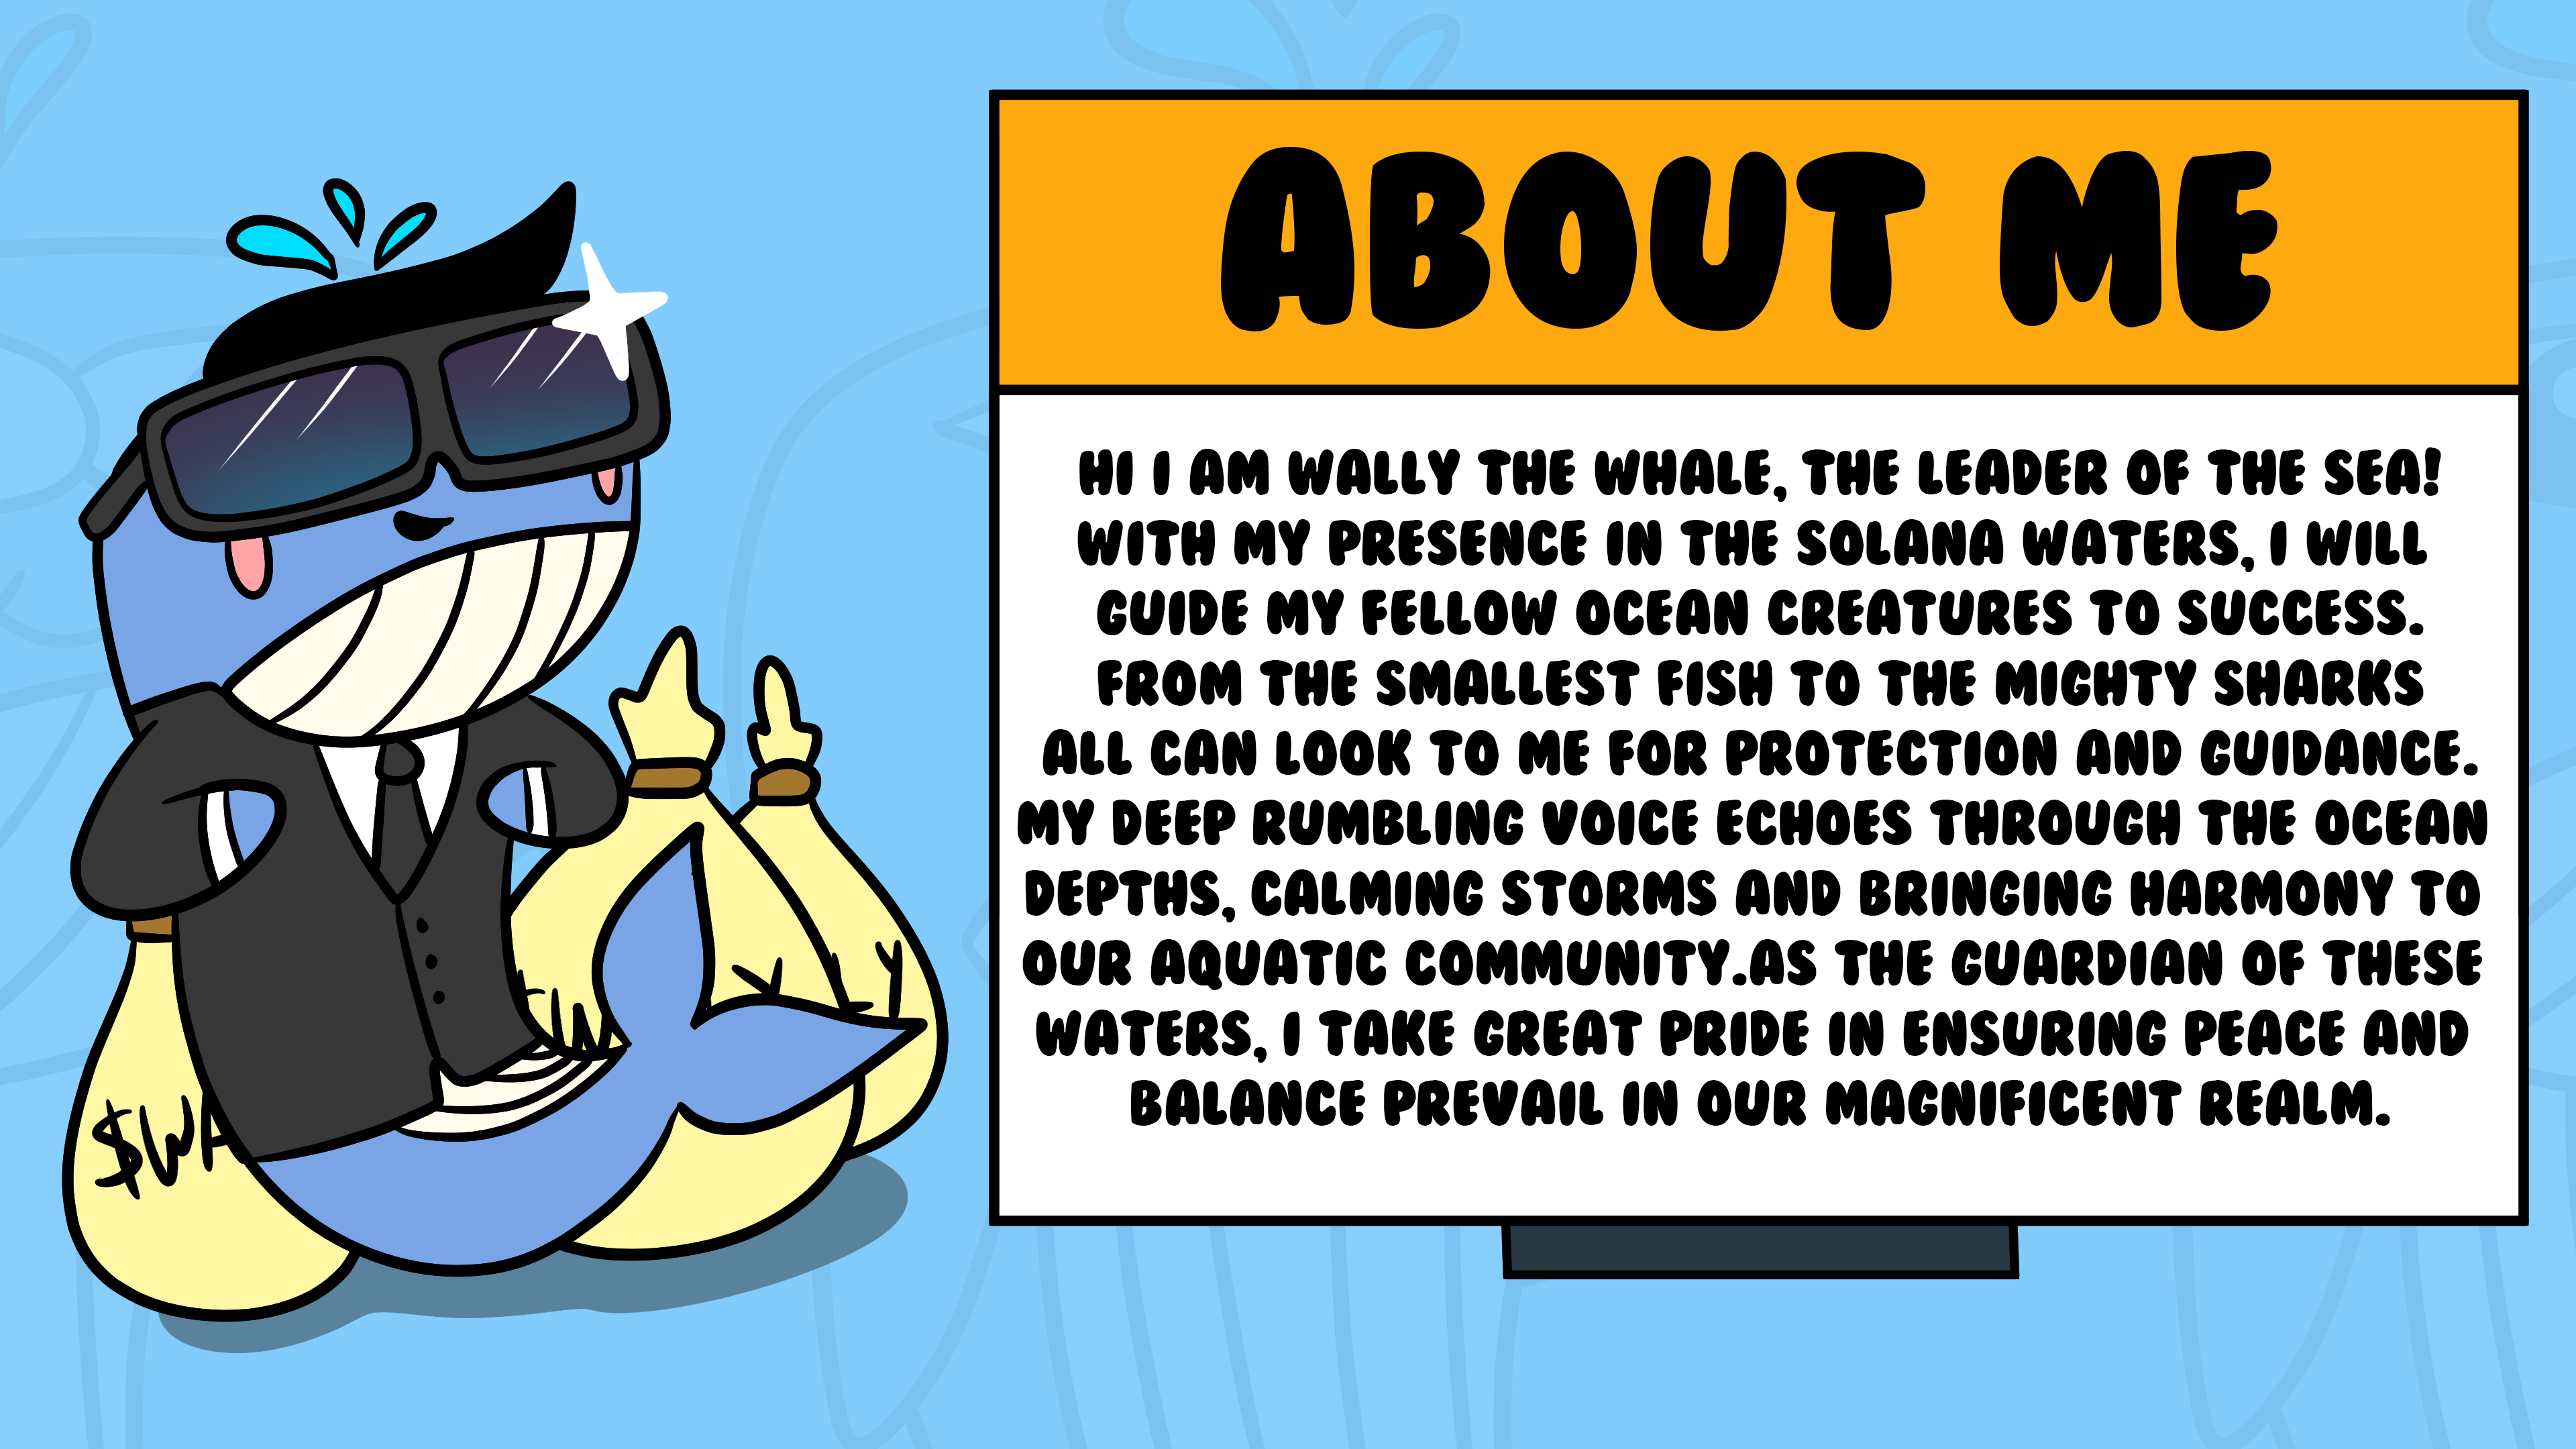 ABOUT ME
HI I AM WALLY THE WHALE, THE LEADER OF THE SEA!
WITH MY PRESENCE IN THE SOLANA WATERS, I WILL
GUIDE MY FELLOW OCEAN CREATURES TO SUCCESS.
FROM THE SMALLEST FISH TO THE MIGHTY SHARKS
ALL CAN LOOK TO ME FOR PROTECTION AND GUIDANCE.
MY DEEP RUMBLING VOICE ECHOES THROUGH THE OCEAN
DEPTHS, CALMING STORMS AND BRINGING HARMONY TO
OUR AQUATIC COMMUNITY.AS THE GUARDIAN OF THESE
WATERS, I TAKE GREAT PRIDE IN ENSURING PEACE AND
BALANCE PREVAIL IN OUR MAGNIFICENT REALM.
$WA